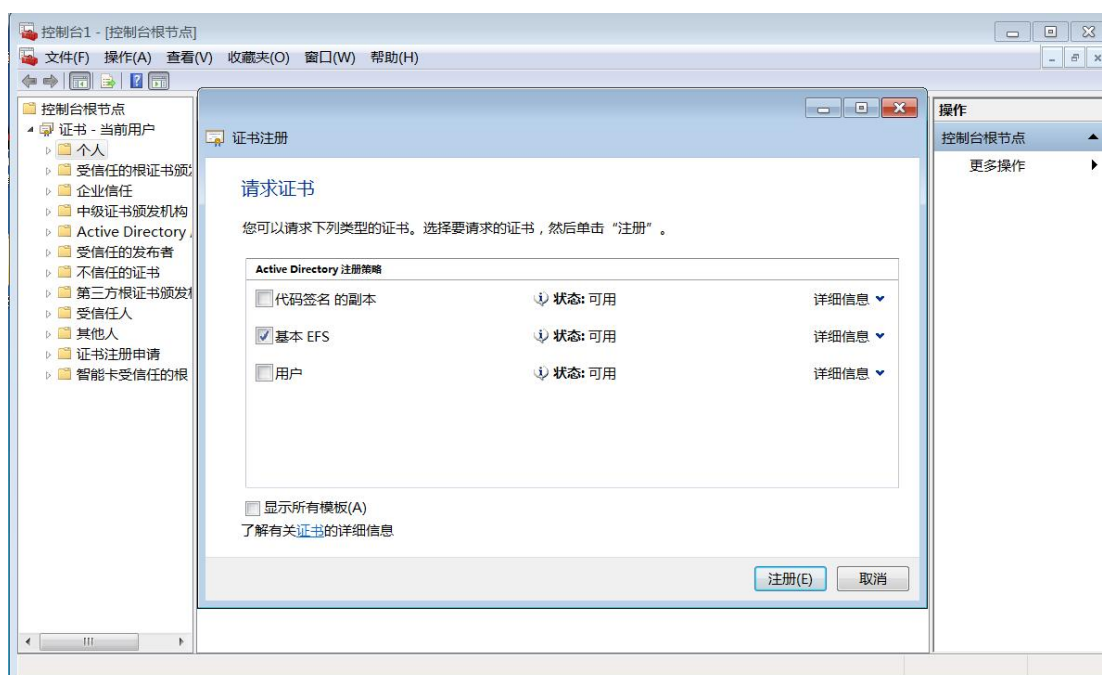 控制台1 - [控制台根节点]
文件(F) 操作(A) 查看(V) 收藏夹(O) 窗口(W) 帮助(H)
控制台根节点
证书 - 当前用户
个人
受信任的根证书颁发
企业信任
中级证书颁发机构
Active Directory
受信任的发布者
不信任的证书
第三方根证书颁发
受信任人
其他人
证书注册申请
智能卡受信任的根
证书注册
请求证书
您可以请求下列类型的证书。选择要请求的证书，然后单击“注册”。
Active Directory 注册策略
代码签名 的副本 状态: 可用 详细信息
基本 EFS 状态: 可用 详细信息
用户 状态: 可用 详细信息
显示所有模板(A)
了解有关证书的详细信息
注册(E) 取消
操作
控制台根节点
更多操作